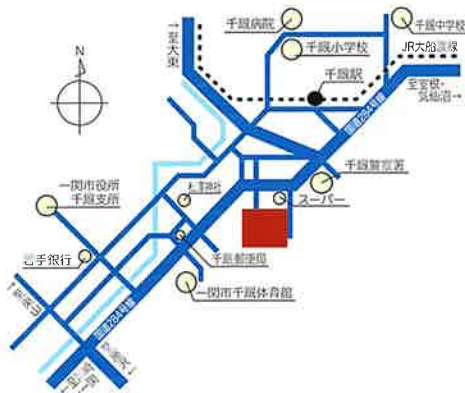 千厩病院
千厩中学校
→至大東
千厩小学校
JR大船渡線
N
千厩駅
至室根・
気仙沼→
国道284号線
千厩警察署
一関市役所
千厩支所
スーパー
岩手銀行
千厩郵便局
一関市千厩体育館
国道284号線